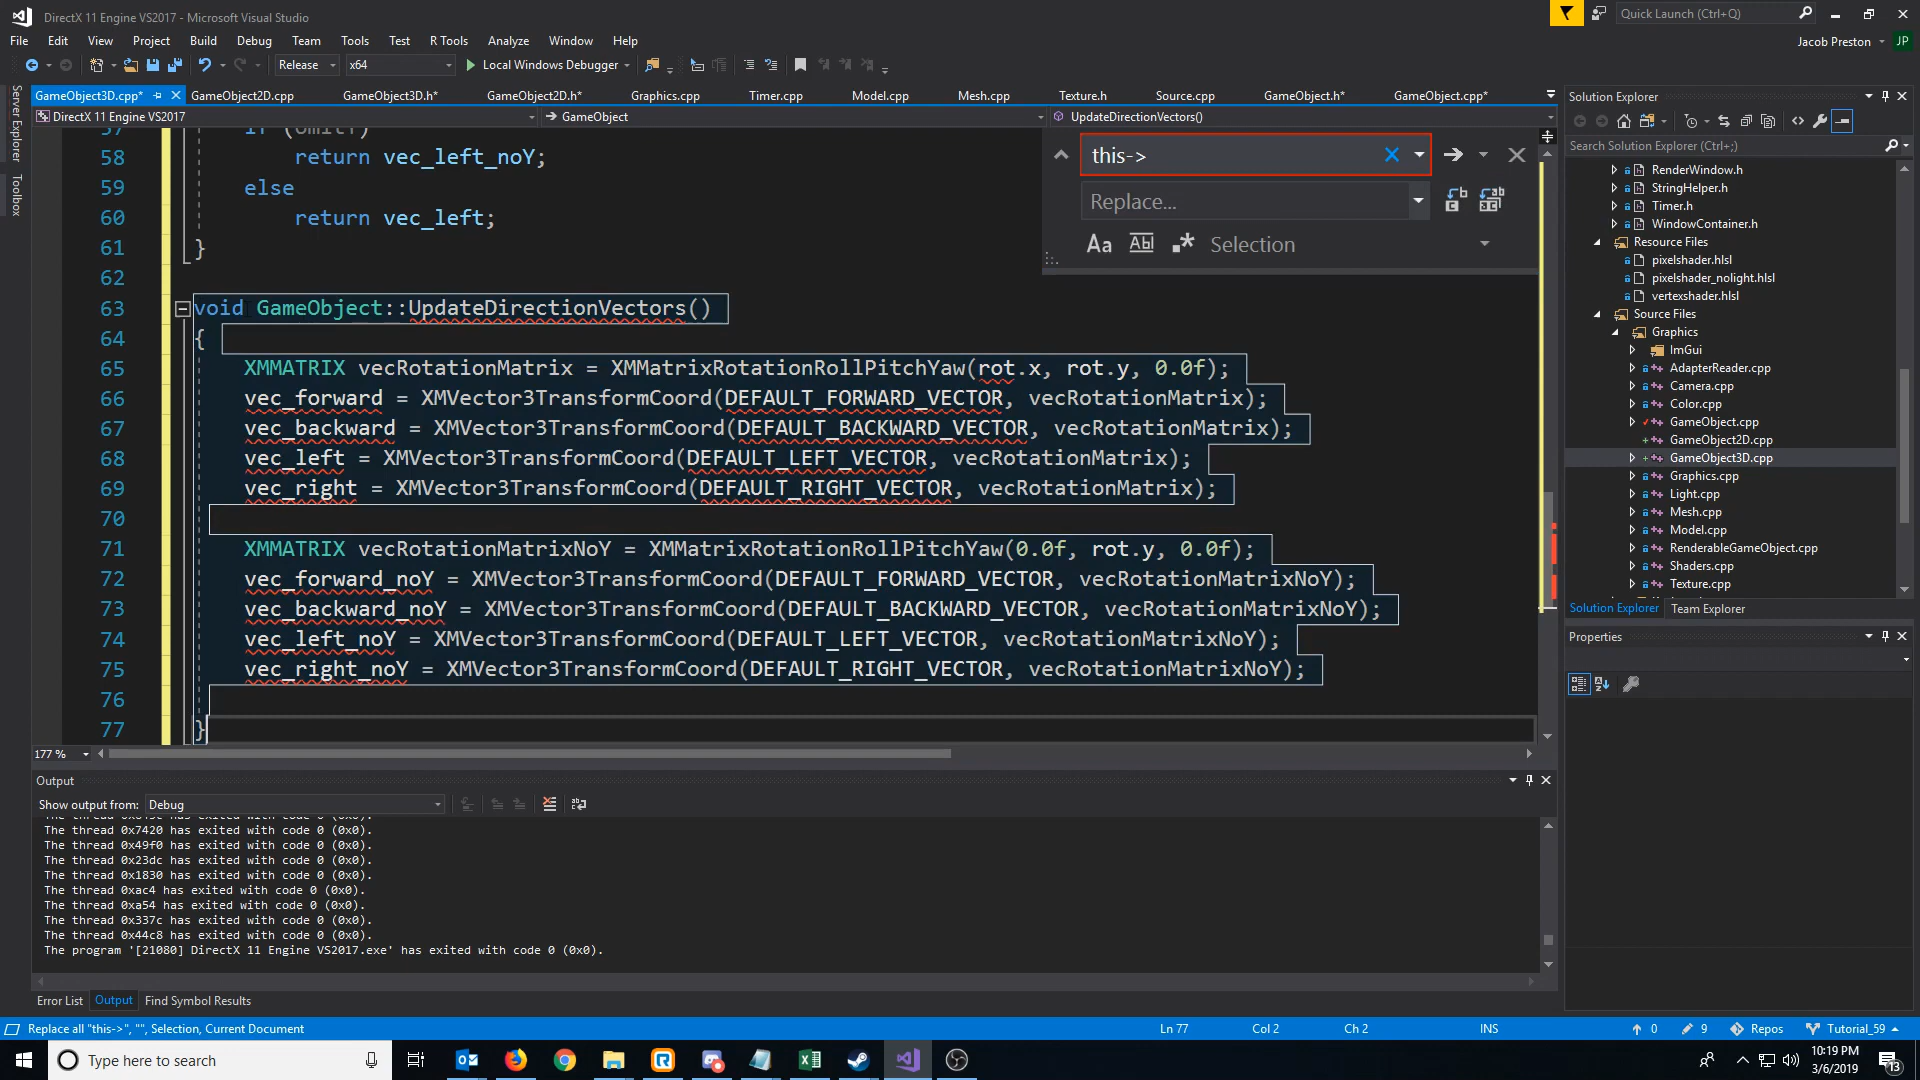 DirectX 11 Engine VS2017 - Microsoft Visual Studio
Quick Launch (Ctrl+Q)
File Edit View Project Build Debug Team Tools Test R Tools Analyze Window Help
Jacob Preston JP
Release x64 Local Windows Debugger
GameObject3D.cpp* GameObject2D.cpp GameObject3D.h* GameObject2D.h* Graphics.cpp Timer.cpp Model.cpp Mesh.cpp Texture.h Source.cpp GameObject.h* GameObject.cpp*
DirectX 11 Engine VS2017 GameObject UpdateDirectionVectors()
Server Explorer
Toolbox
this->
Replace...
Aa Abl Selection
57 if (omitY)
58 return vec_left_noY;
59 else
60 return vec_left;
61 }
62
63 void GameObject::UpdateDirectionVectors()
64 {
65 XMMATRIX vecRotationMatrix = XMMatrixRotationRollPitchYaw(rot.x, rot.y, 0.0f);
66 vec_forward = XMVector3TransformCoord(DEFAULT_FORWARD_VECTOR, vecRotationMatrix);
67 vec_backward = XMVector3TransformCoord(DEFAULT_BACKWARD_VECTOR, vecRotationMatrix);
68 vec_left = XMVector3TransformCoord(DEFAULT_LEFT_VECTOR, vecRotationMatrix);
69 vec_right = XMVector3TransformCoord(DEFAULT_RIGHT_VECTOR, vecRotationMatrix);
70
71 XMMATRIX vecRotationMatrixNoY = XMMatrixRotationRollPitchYaw(0.0f, rot.y, 0.0f);
72 vec_forward_noY = XMVector3TransformCoord(DEFAULT_FORWARD_VECTOR, vecRotationMatrixNoY);
73 vec_backward_noY = XMVector3TransformCoord(DEFAULT_BACKWARD_VECTOR, vecRotationMatrixNoY);
74 vec_left_noY = XMVector3TransformCoord(DEFAULT_LEFT_VECTOR, vecRotationMatrixNoY);
75 vec_right_noY = XMVector3TransformCoord(DEFAULT_RIGHT_VECTOR, vecRotationMatrixNoY);
76
77 }
177 %
Output
Show output from: Debug
The thread 0x7420 has exited with code 0 (0x0).
The thread 0x49f0 has exited with code 0 (0x0).
The thread 0x23dc has exited with code 0 (0x0).
The thread 0x1830 has exited with code 0 (0x0).
The thread 0xac4 has exited with code 0 (0x0).
The thread 0xa54 has exited with code 0 (0x0).
The thread 0x337c has exited with code 0 (0x0).
The thread 0x44c8 has exited with code 0 (0x0).
The program '[21080] DirectX 11 Engine VS2017.exe' has exited with code 0 (0x0).
Error List Output Find Symbol Results
Solution Explorer
Search Solution Explorer (Ctrl+;)
RenderWindow.h
StringHelper.h
Timer.h
WindowContainer.h
Resource Files
pixelshader.hlsl
pixelshader_nolight.hlsl
vertexshader.hlsl
Source Files
Graphics
ImGui
AdapterReader.cpp
Camera.cpp
Color.cpp
GameObject.cpp
GameObject2D.cpp
GameObject3D.cpp
Graphics.cpp
Light.cpp
Mesh.cpp
Model.cpp
RenderableGameObject.cpp
Shaders.cpp
Texture.cpp
Solution Explorer Team Explorer
Properties
Replace all "this->", "", Selection, Current Document Ln 77 Col 2 Ch 2 INS 0 9 Repos Tutorial_59
Type here to search
10:19 PM
3/6/2019
13